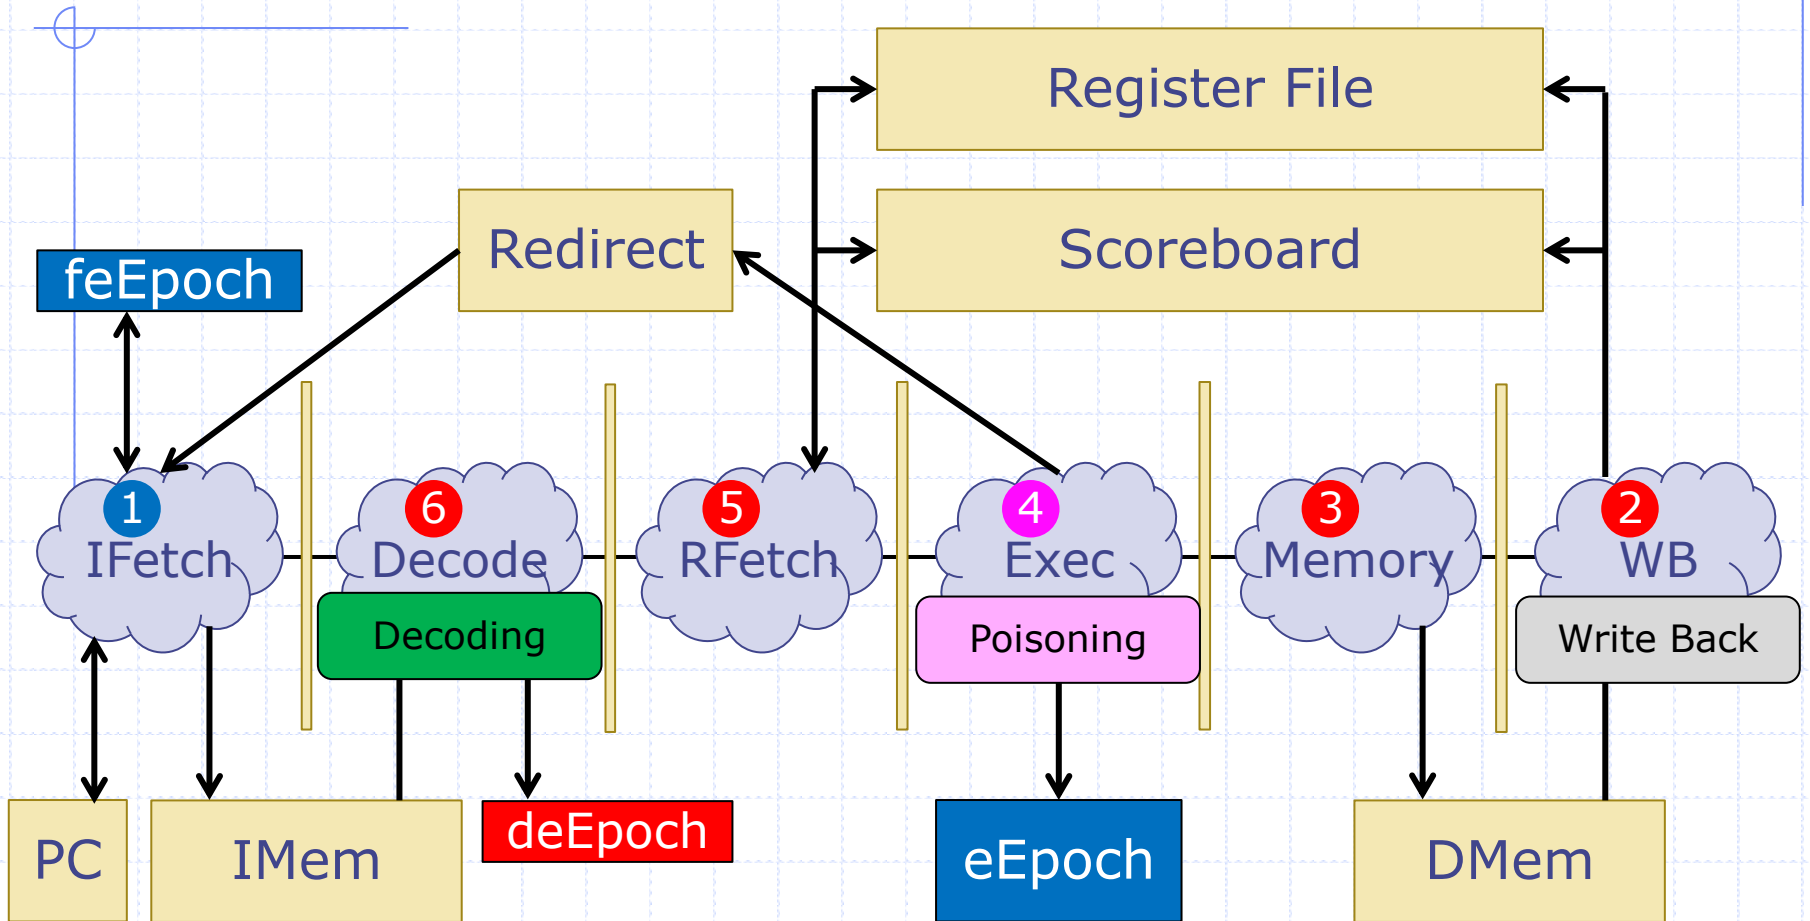 Register File
Redirect
Scoreboard
feEpoch
1
IFetch
6
Decode
Decoding
5
RFetch
4
Exec
Poisoning
3
Memory
2
WB
Write Back
PC
IMem
deEpoch
eEpoch
DMem